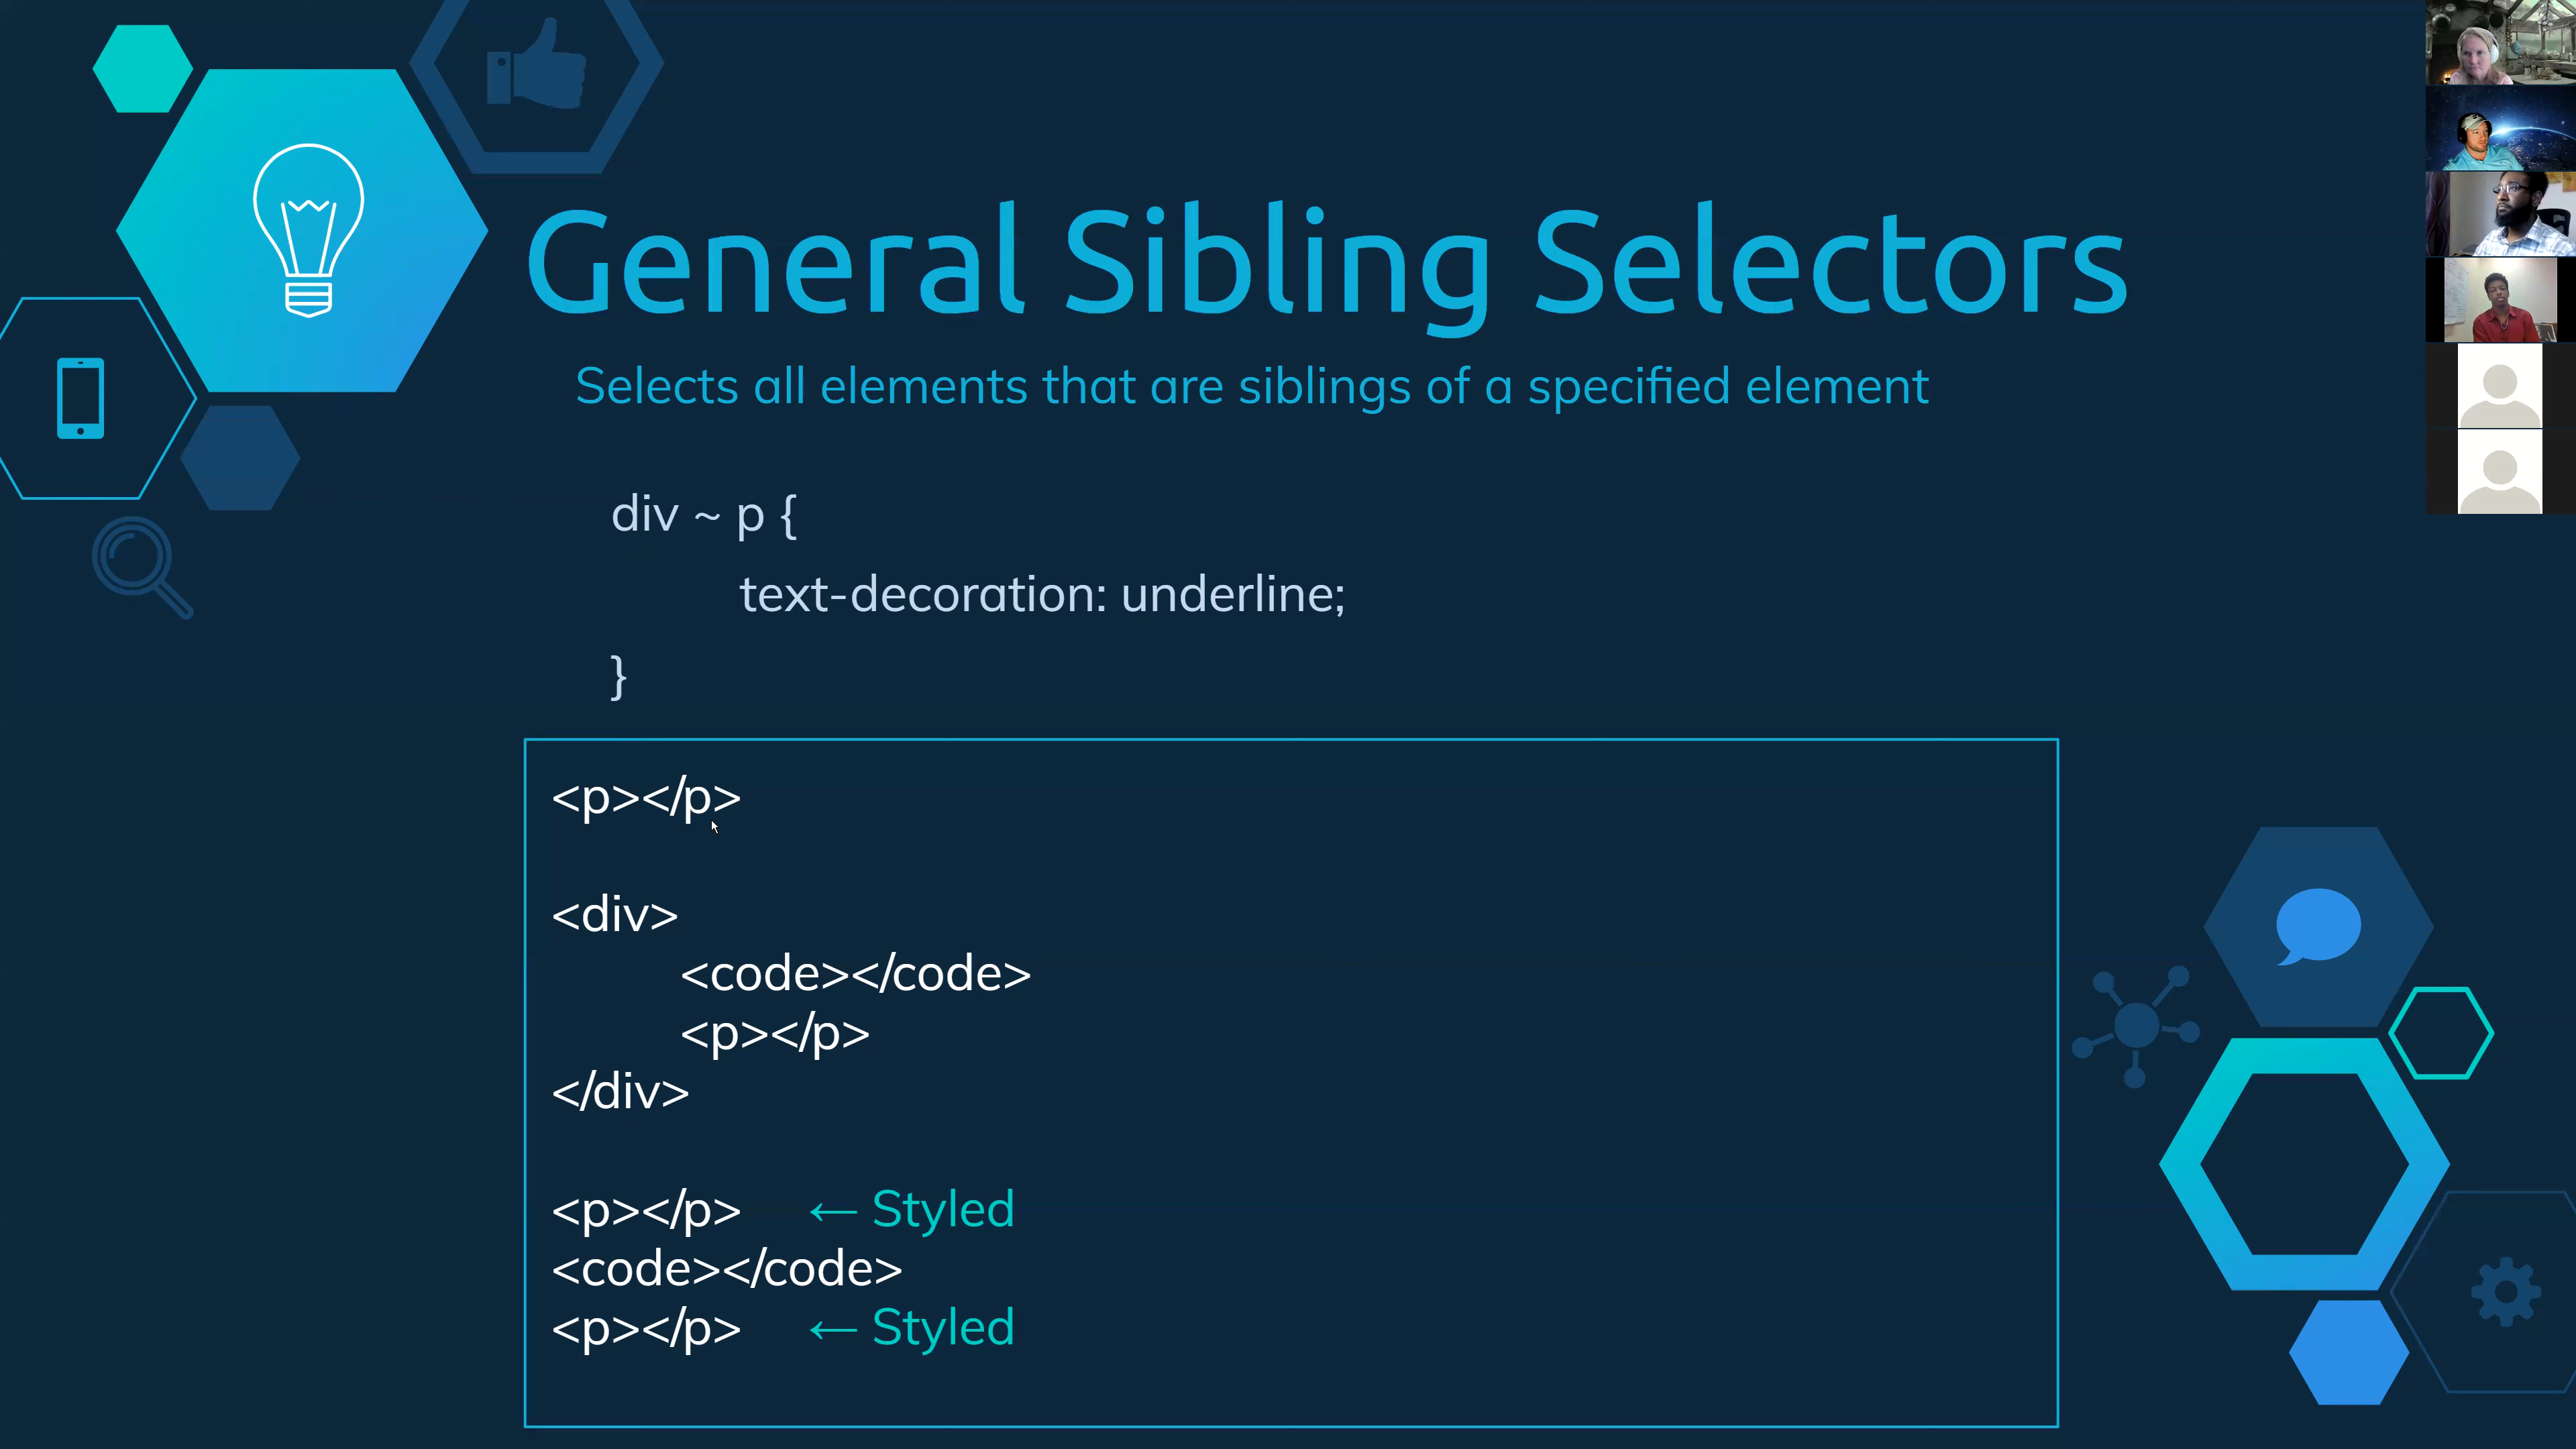 General Sibling Selectors
Selects all elements that are siblings of a specified element
div ~ p {
text-decoration: underline;
}
<p></p>
<div>
<code></code>
<p></p>
</div>
<p></p> ← Styled
<code></code>
<p></p> ← Styled